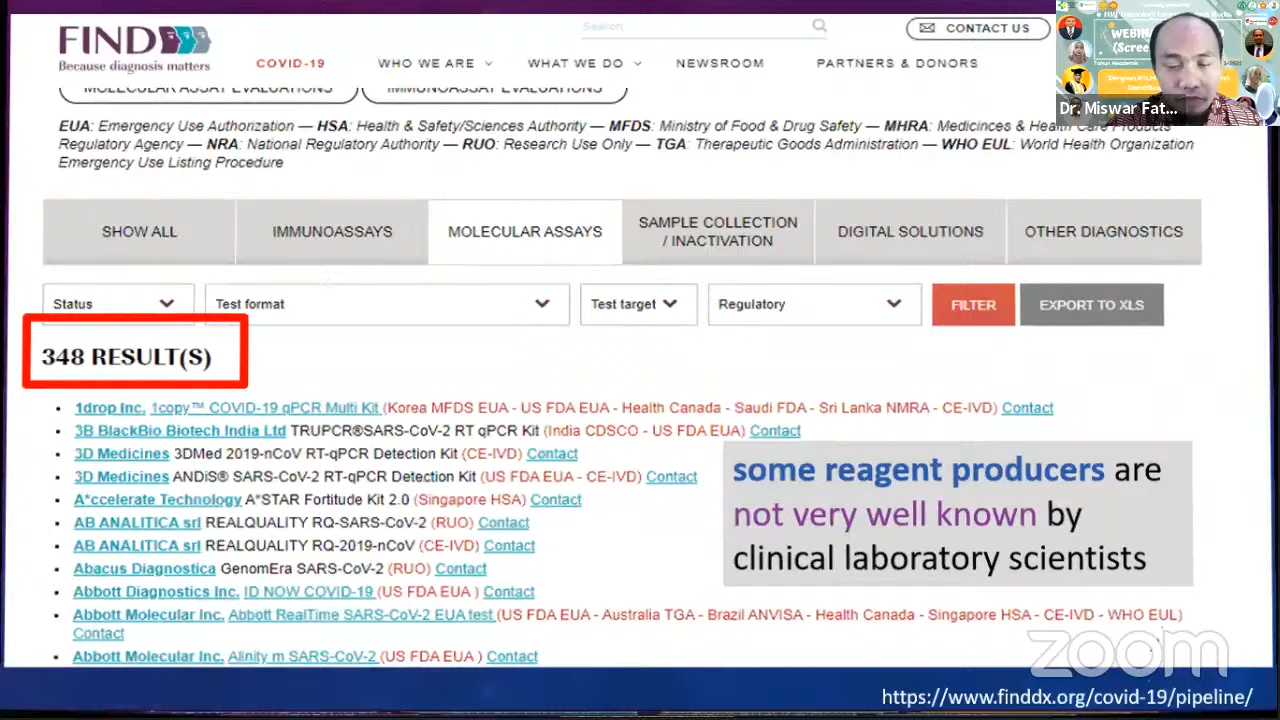 FIND
Because diagnosis matters
Search
CONTACT US
COVID-19
WHO WE ARE
WHAT WE DO
NEWSROOM
PARTNERS & DONORS
MOLECULAR ASSAY EVALUATIONS
IMMUNOASSAY EVALUATIONS
WEBINAR
(Scree
Dr. Miswar Fat...
EUA: Emergency Use Authorization — HSA: Health & Safety/Sciences Authority — MFDS: Ministry of Food & Drug Safety — MHRA: Medicinces & Health Care Products
Regulatory Agency — NRA: National Regulatory Authority — RUO: Research Use Only — TGA: Therapeutic Goods Administration — WHO EUL: World Health Organization
Emergency Use Listing Procedure
SHOW ALL
IMMUNOASSAYS
MOLECULAR ASSAYS
SAMPLE COLLECTION
/ INACTIVATION
DIGITAL SOLUTIONS
OTHER DIAGNOSTICS
Status
Test format
Test target
Regulatory
FILTER
EXPORT TO XLS
348 RESULT(S)
• 1drop Inc. 1copy™ COVID-19 qPCR Multi Kit (Korea MFDS EUA - US FDA EUA - Health Canada - Saudi FDA - Sri Lanka NMRA - CE-IVD) Contact
• 3B BlackBio Biotech India Ltd TRUPCR®SARS-CoV-2 RT qPCR Kit (India CDSCO - US FDA EUA) Contact
• 3D Medicines 3DMed 2019-nCoV RT-qPCR Detection Kit (CE-IVD) Contact
• 3D Medicines ANDiS® SARS-CoV-2 RT-qPCR Detection Kit (US FDA EUA - CE-IVD) Contact
• A*ccelerate Technology A*STAR Fortitude Kit 2.0 (Singapore HSA) Contact
• AB ANALITICA srl REALQUALITY RQ-SARS-CoV-2 (RUO) Contact
• AB ANALITICA srl REALQUALITY RQ-2019-nCoV (CE-IVD) Contact
• Abacus Diagnostica GenomEra SARS-CoV-2 (RUO) Contact
• Abbott Diagnostics Inc. ID NOW COVID-19 (US FDA EUA ) Contact
• Abbott Molecular Inc. Abbott RealTime SARS-CoV-2 EUA test (US FDA EUA - Australia TGA - Brazil ANVISA - Health Canada - Singapore HSA - CE-IVD - WHO EUL)
Contact
• Abbott Molecular Inc. Alinity m SARS-CoV-2 (US FDA EUA ) Contact
some reagent producers are
not very well known by
clinical laboratory scientists
zoom
https://www.finddx.org/covid-19/pipeline/